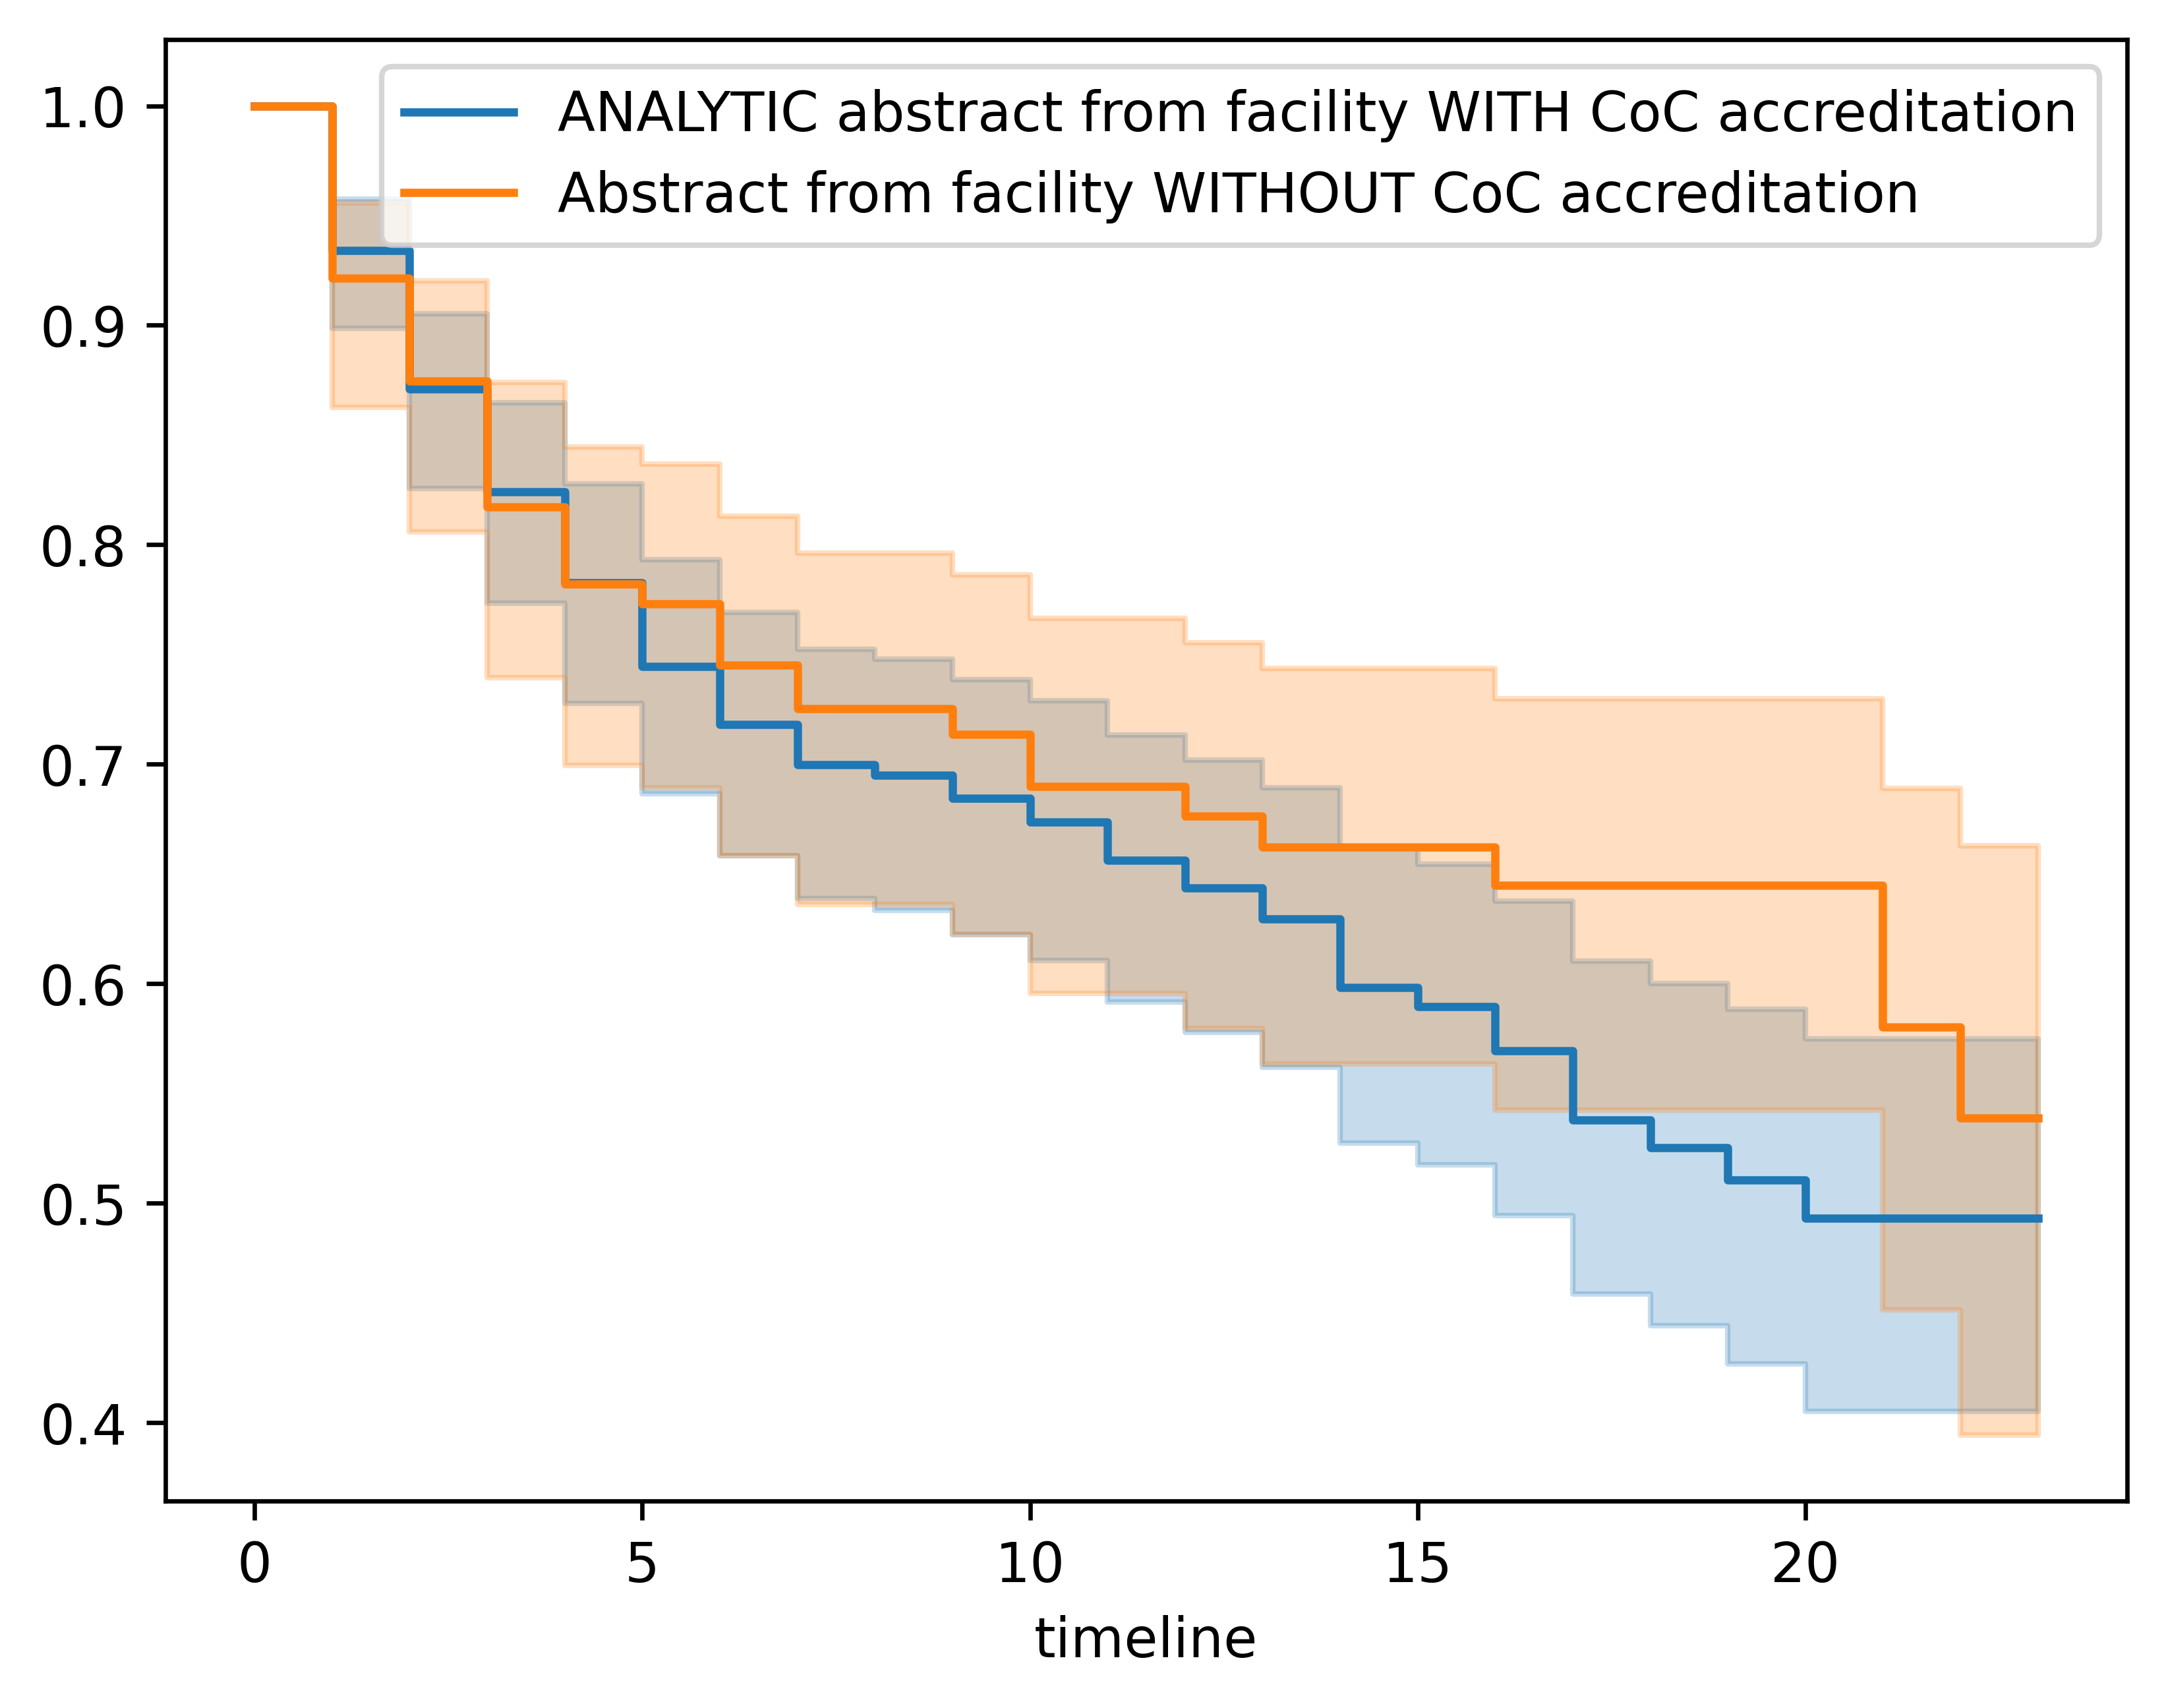 ANALYTIC abstract from facility WITH CoC accreditation
Abstract from facility WITHOUT CoC accreditation
1.0
0.9
0.8
0.7
0.6
0.5
0.4
0 5 10 15 20
timeline